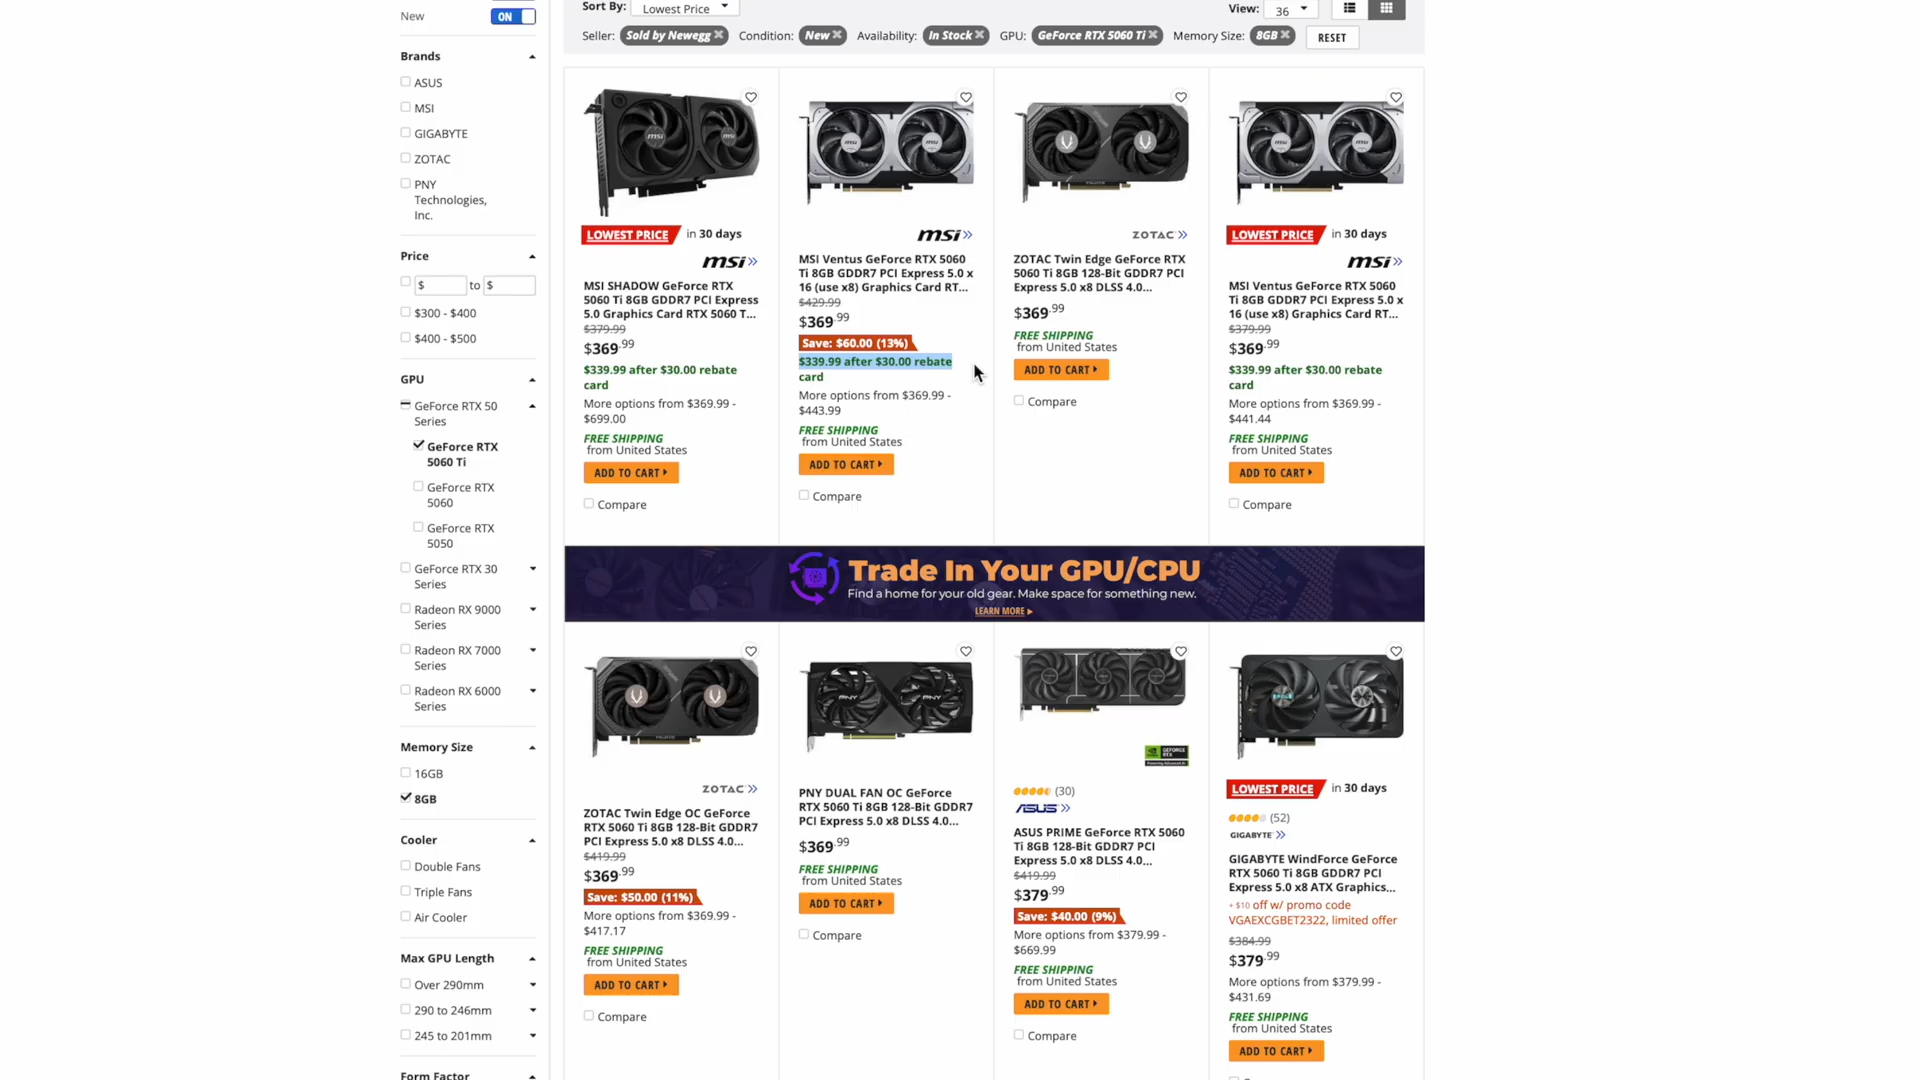 New
ON
Sort By:
Lowest Price
View:
36
Seller:
Sold by Newegg
Condition:
New
Availability:
In Stock
GPU:
GeForce RTX 5060 Ti
Memory Size:
8GB
RESET
Brands
ASUS
MSI
GIGABYTE
ZOTAC
PNY
Technologies,
Inc.
Price
$
to
$
$300 - $400
$400 - $500
GPU
GeForce RTX 50
Series
GeForce RTX
5060 Ti
GeForce RTX
5060
GeForce RTX
5050
GeForce RTX 30
Series
Radeon RX 9000
Series
Radeon RX 7000
Series
Radeon RX 6000
Series
Memory Size
16GB
8GB
Cooler
Double Fans
Triple Fans
Air Cooler
Max GPU Length
Over 290mm
290 to 246mm
245 to 201mm
Form Factor
LOWEST PRICE in 30 days
msi
MSI SHADOW GeForce RTX
5060 Ti 8GB GDDR7 PCI Express
5.0 Graphics Card RTX 5060 T...
$379.99
$369.99
$339.99 after $30.00 rebate
card
More options from $369.99 -
$699.00
FREE SHIPPING
from United States
ADD TO CART
Compare
msi
MSI Ventus GeForce RTX 5060
Ti 8GB GDDR7 PCI Express 5.0 x
16 (use x8) Graphics Card RT...
$429.99
$369.99
Save: $60.00 (13%)
$339.99 after $30.00 rebate
card
More options from $369.99 -
$443.99
FREE SHIPPING
from United States
ADD TO CART
Compare
ZOTAC
ZOTAC Twin Edge GeForce RTX
5060 Ti 8GB 128-Bit GDDR7 PCI
Express 5.0 x8 DLSS 4.0...
$369.99
FREE SHIPPING
from United States
ADD TO CART
Compare
LOWEST PRICE in 30 days
msi
MSI Ventus GeForce RTX 5060
Ti 8GB GDDR7 PCI Express 5.0 x
16 (use x8) Graphics Card RT...
$379.99
$369.99
$339.99 after $30.00 rebate
card
More options from $369.99 -
$441.44
FREE SHIPPING
from United States
ADD TO CART
Compare
Trade In Your GPU/CPU
Find a home for your old gear. Make space for something new.
LEARN MORE
ZOTAC
ZOTAC Twin Edge OC GeForce
RTX 5060 Ti 8GB 128-Bit GDDR7
PCI Express 5.0 x8 DLSS 4.0...
$419.99
$369.99
Save: $50.00 (11%)
More options from $369.99 -
$417.17
FREE SHIPPING
from United States
ADD TO CART
Compare
PNY DUAL FAN OC GeForce
RTX 5060 Ti 8GB 128-Bit GDDR7
PCI Express 5.0 x8 DLSS 4.0...
$369.99
FREE SHIPPING
from United States
ADD TO CART
Compare
GEFORCE
RTX
(30)
ASUS
ASUS PRIME GeForce RTX 5060
Ti 8GB 128-Bit GDDR7 PCI
Express 5.0 x8 DLSS 4.0...
$419.99
$379.99
Save: $40.00 (9%)
More options from $379.99 -
$669.99
FREE SHIPPING
from United States
ADD TO CART
Compare
LOWEST PRICE in 30 days
(52)
GIGABYTE
GIGABYTE WindForce GeForce
RTX 5060 Ti 8GB GDDR7 PCI
Express 5.0 x8 ATX Graphics...
+ $10 off w/ promo code
VGAEXCGBET2322, limited offer
$384.99
$379.99
More options from $379.99 -
$431.69
FREE SHIPPING
from United States
ADD TO CART